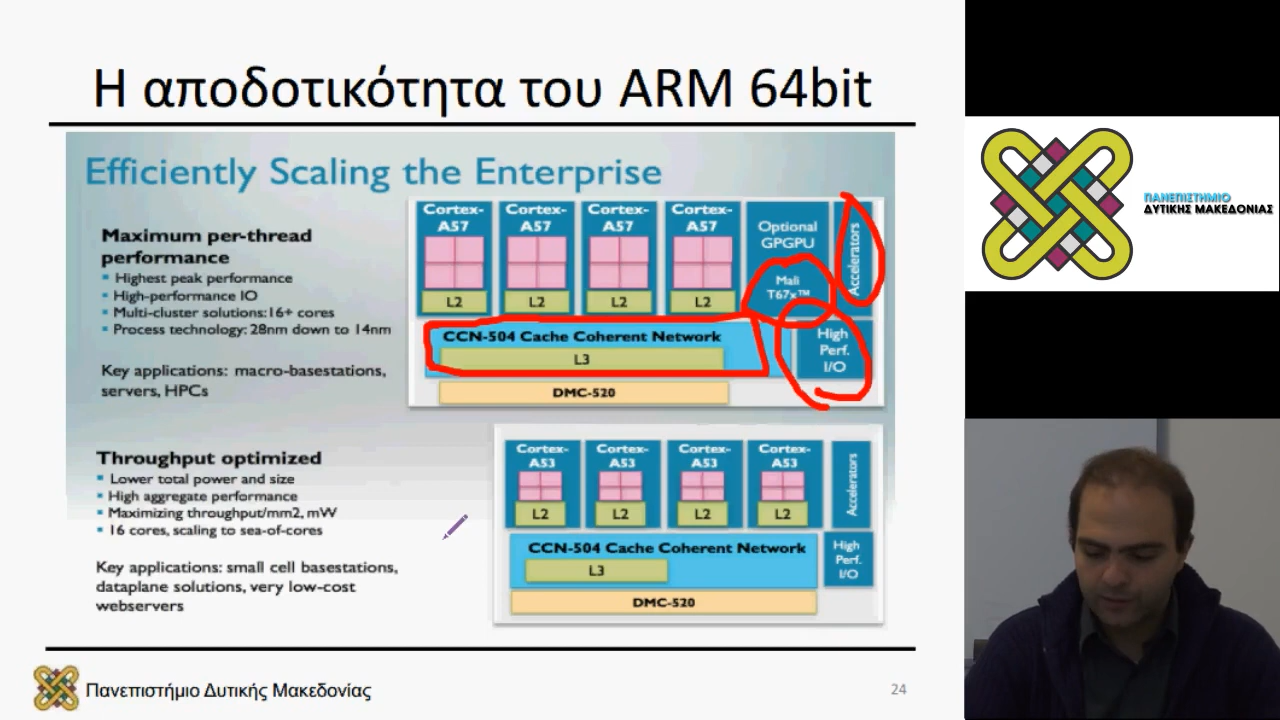 Η αποδοτικότητα του ARM 64bit
Efficiently Scaling the Enterprise
Maximum per-thread
performance
Highest peak performance
High-performance IO
Multi-cluster solutions:16+ cores
Process technology: 28nm down to 14nm
Key applications: macro-basestations,
servers, HPCs
Cortex-
A57
L2
Cortex-
A57
L2
Cortex-
A57
L2
Cortex-
A57
L2
Optional
GPGPU
Mali
T67x™
Accelerators
CCN-504 Cache Coherent Network
L3
High
Perf.
I/O
DMC-520
Throughput optimized
Lower total power and size
High aggregate performance
Maximizing throughput/mm2, mW
16 cores, scaling to sea-of-cores
Key applications: small cell basestations,
dataplane solutions, very low-cost
webservers
Cortex-
A53
L2
Cortex-
A53
L2
Cortex-
A53
L2
Cortex-
A53
L2
Accelerators
CCN-504 Cache Coherent Network
L3
High
Perf.
I/O
DMC-520
Πανεπιστήμιο Δυτικής Μακεδονίας
24
ΠΑΝΕΠΙΣΤΗΜΙΟ
ΔΥΤΙΚΗΣ ΜΑΚΕΔΟΝΙΑΣ